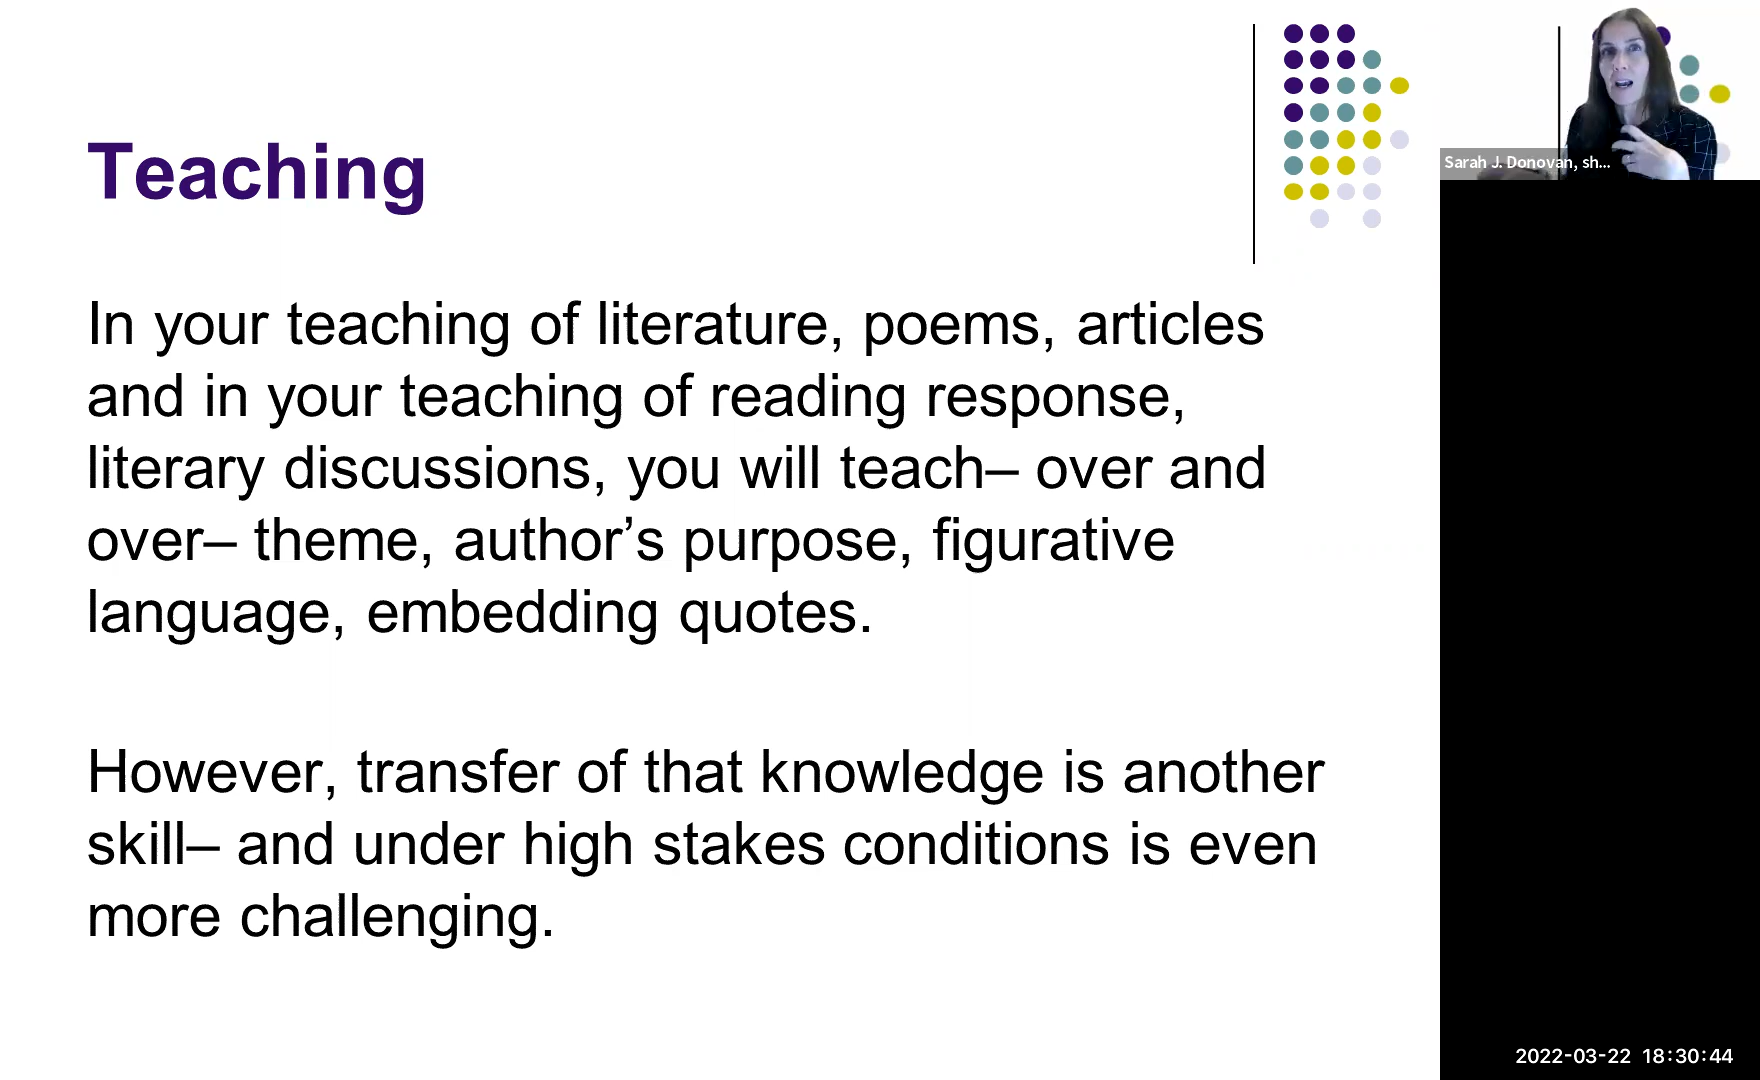 Teaching
In your teaching of literature, poems, articles
and in your teaching of reading response,
literary discussions, you will teach– over and
over– theme, author’s purpose, figurative
language, embedding quotes.
However, transfer of that knowledge is another
skill– and under high stakes conditions is even
more challenging.
Sarah J. Donovan, sh...
2022-03-22 18:30:44